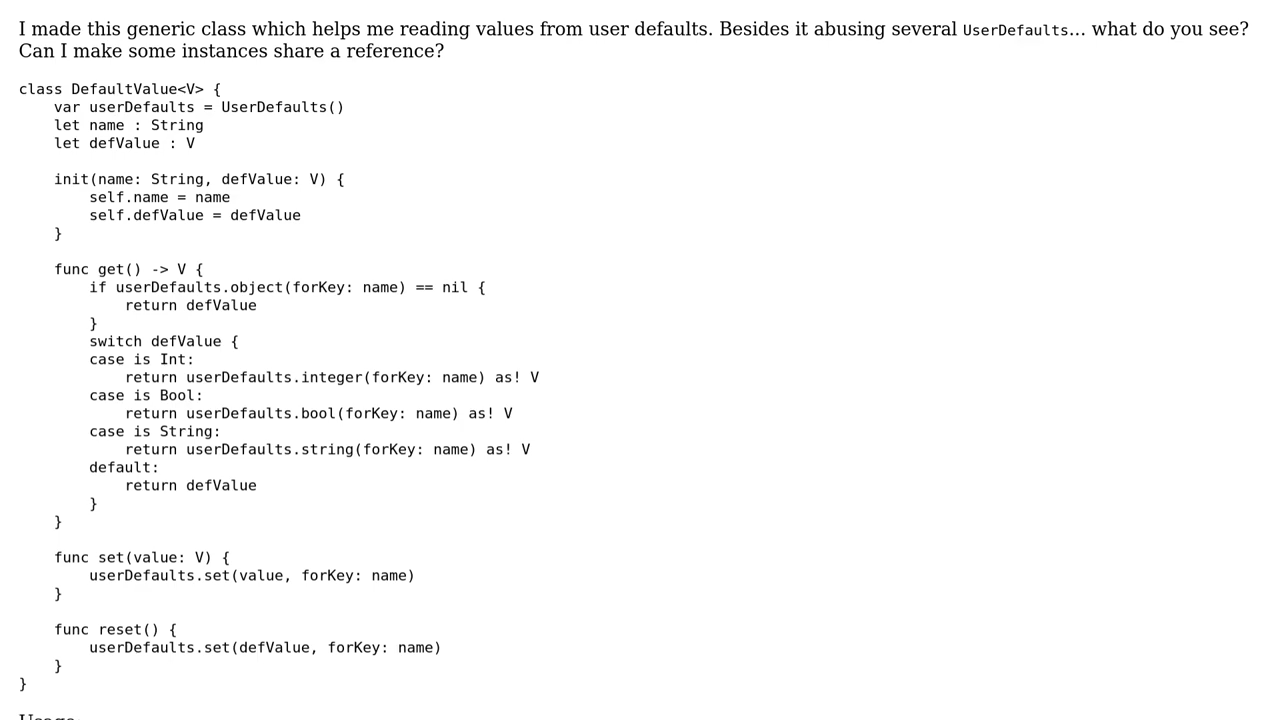 I made this generic class which helps me reading values from user defaults. Besides it abusing several UserDefaults... what do you see?
Can I make some instances share a reference?
class DefaultValue<V> {
    var userDefaults = UserDefaults()
    let name : String
    let defValue : V

    init(name: String, defValue: V) {
        self.name = name
        self.defValue = defValue
    }

    func get() -> V {
        if userDefaults.object(forKey: name) == nil {
            return defValue
        }
        switch defValue {
        case is Int:
            return userDefaults.integer(forKey: name) as! V
        case is Bool:
            return userDefaults.bool(forKey: name) as! V
        case is String:
            return userDefaults.string(forKey: name) as! V
        default:
            return defValue
        }
    }

    func set(value: V) {
        userDefaults.set(value, forKey: name)
    }

    func reset() {
        userDefaults.set(defValue, forKey: name)
    }
}